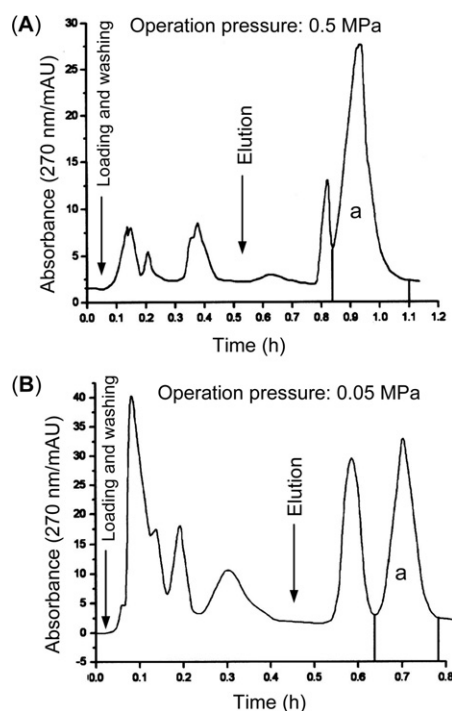 (A)
Operation pressure: 0.5 MPa
Absorbance (270 nm/mAU)
30
25
20
15
10
5
0
Loading and washing
Elution
a
0.0 0.1 0.2 0.3 0.4 0.5 0.6 0.7 0.8 0.9 1.0 1.1 1.2
Time (h)
(B)
Operation pressure: 0.05 MPa
Absorbance (270 nm/mAU)
40
35
30
25
20
15
10
5
0
-5
Loading and washing
Elution
a
0.0 0.1 0.2 0.3 0.4 0.5 0.6 0.7 0.8
Time (h)